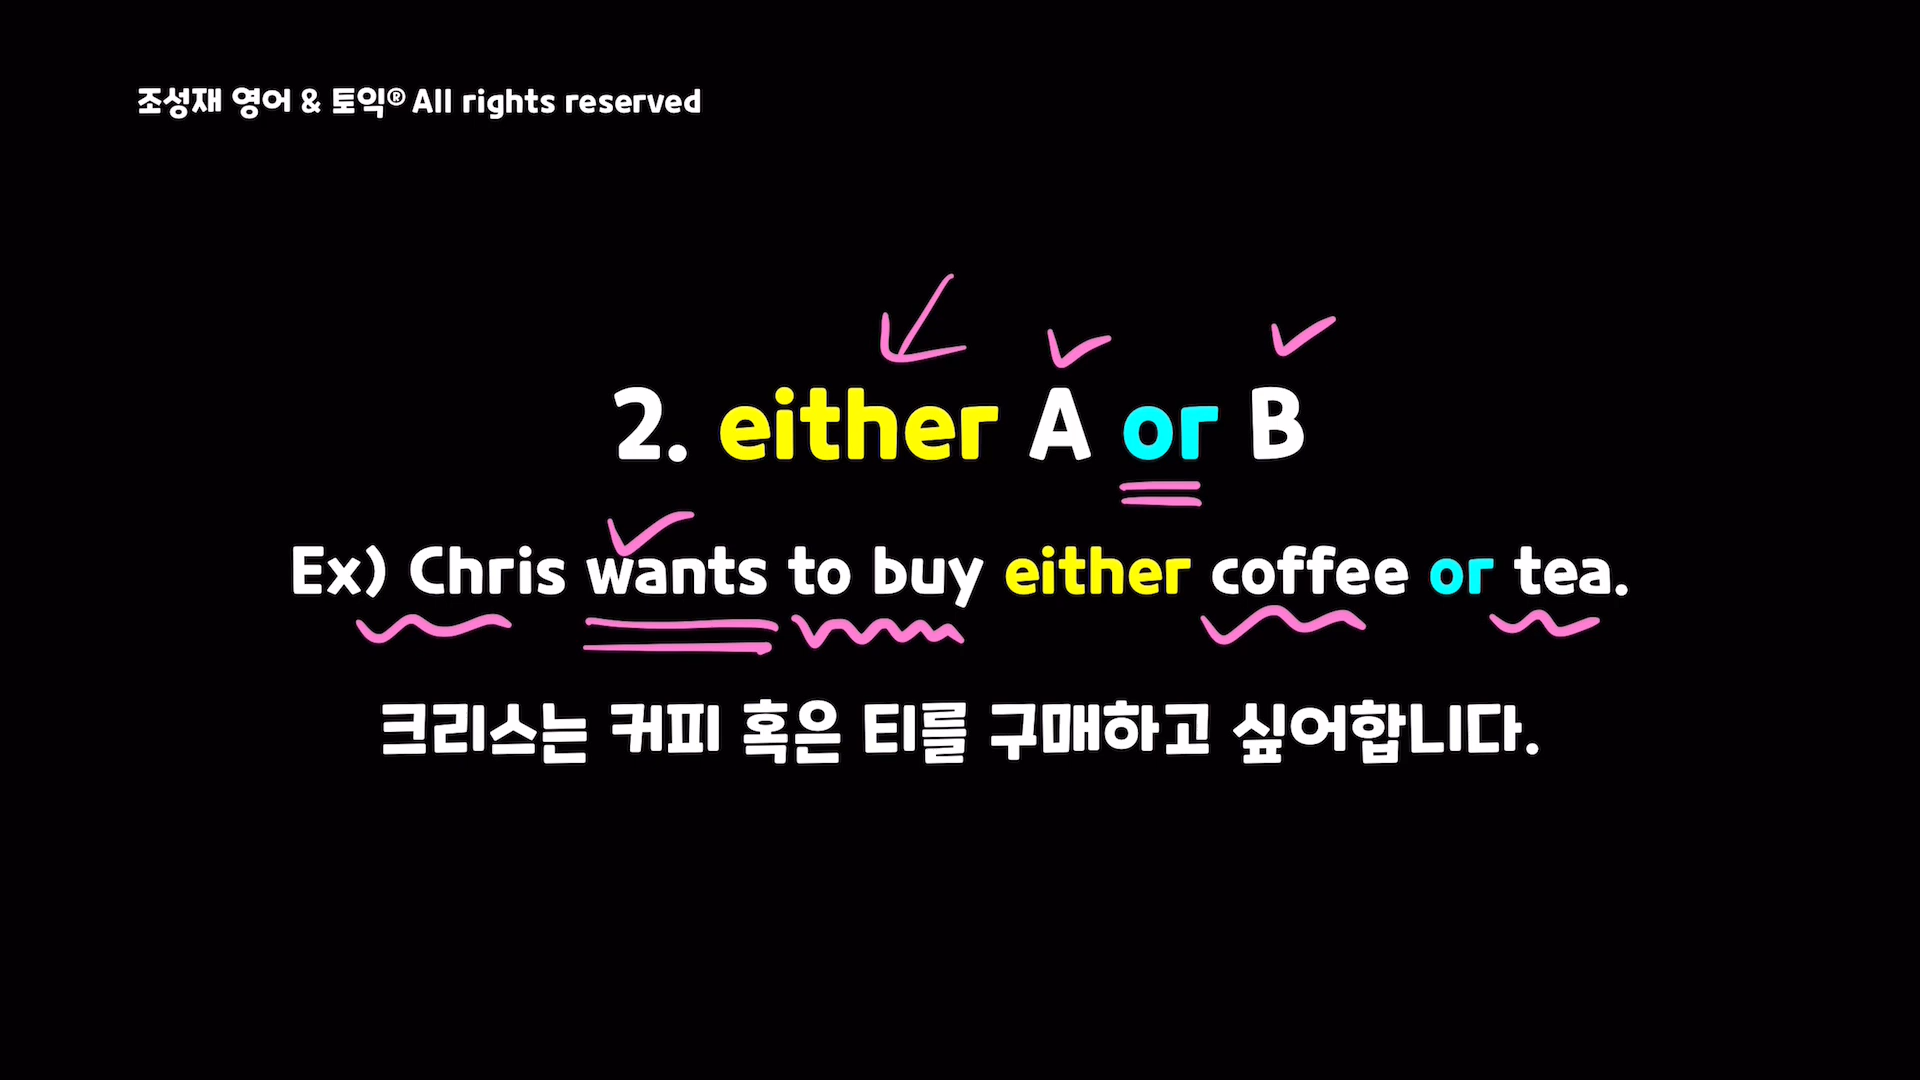 조성재 영어 & 토익® All rights reserved
2. either A or B
Ex) Chris wants to buy either coffee or tea.
크리스는 커피 혹은 티를 구매하고 싶어합니다.